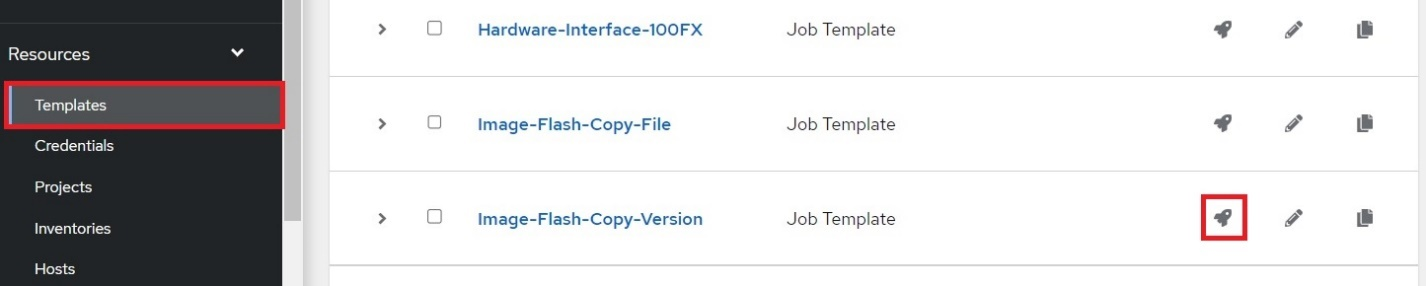 Resources
Templates
Credentials
Projects
Inventories
Hosts
Hardware-Interface-100FX Job Template
Image-Flash-Copy-File Job Template
Image-Flash-Copy-Version Job Template